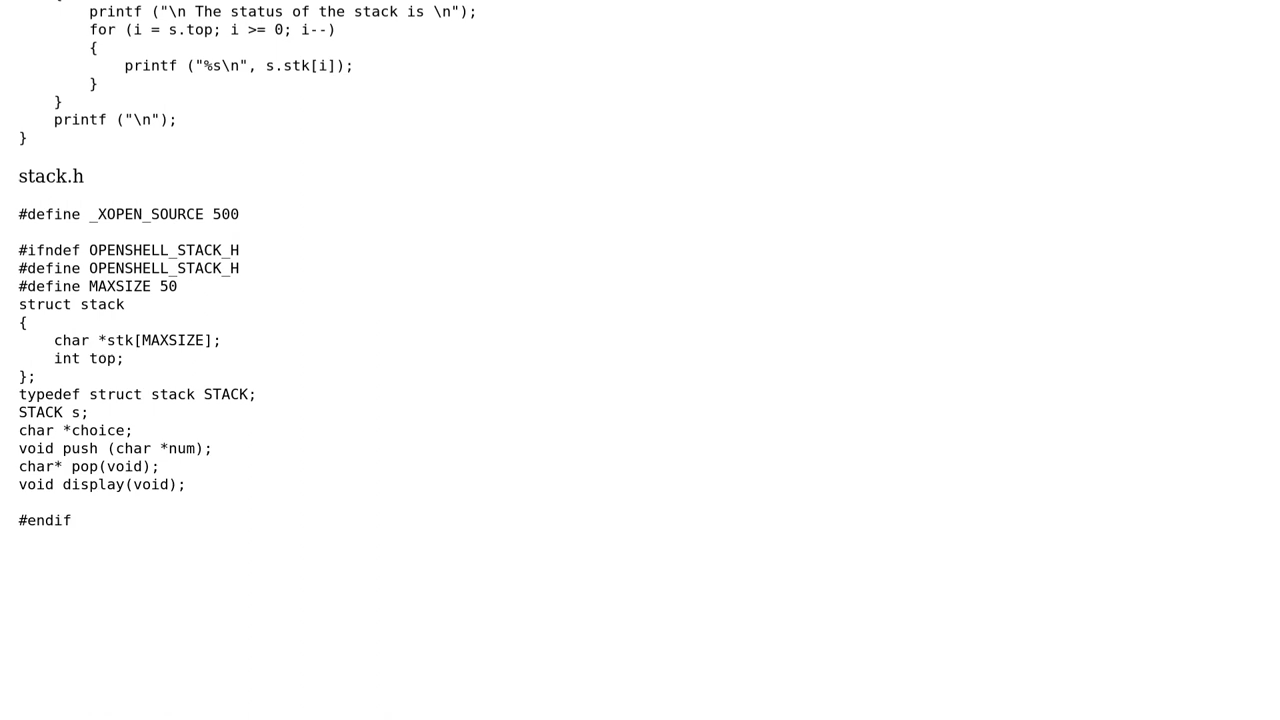 {
        printf ("\n The status of the stack is \n");
        for (i = s.top; i >= 0; i--)
        {
            printf ("%s\n", s.stk[i]);
        }
    }
    printf ("\n");
}
stack.h
#define _XOPEN_SOURCE 500
#ifndef OPENSHELL_STACK_H
#define OPENSHELL_STACK_H
#define MAXSIZE 50
struct stack
{
    char *stk[MAXSIZE];
    int top;
};
typedef struct stack STACK;
STACK s;
char *choice;
void push (char *num);
char* pop(void);
void display(void);
#endif